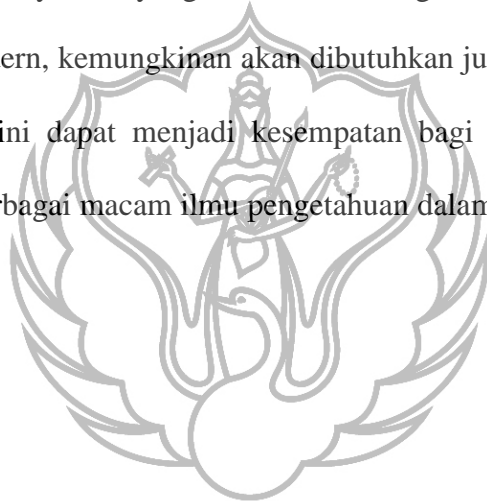 ern, kemungkinan akan dibutuhkan ju
ini dapat menjadi kesempatan bagi
rbagai macam ilmu pengetahuan dalam